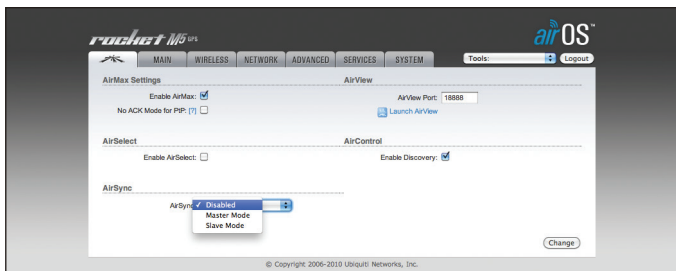 rocket M5 GPS
airOS™
MAIN WIRELESS NETWORK ADVANCED SERVICES SYSTEM Tools: Logout
AirMax Settings
Enable AirMax:
No ACK Mode for PtP: [?]
AirView
AirView Port: 18888
Launch AirView
AirSelect
Enable AirSelect:
AirControl
Enable Discovery:
AirSync
AirSync
Disabled
Master Mode
Slave Mode
Change
© Copyright 2006-2010 Ubiquiti Networks, Inc.